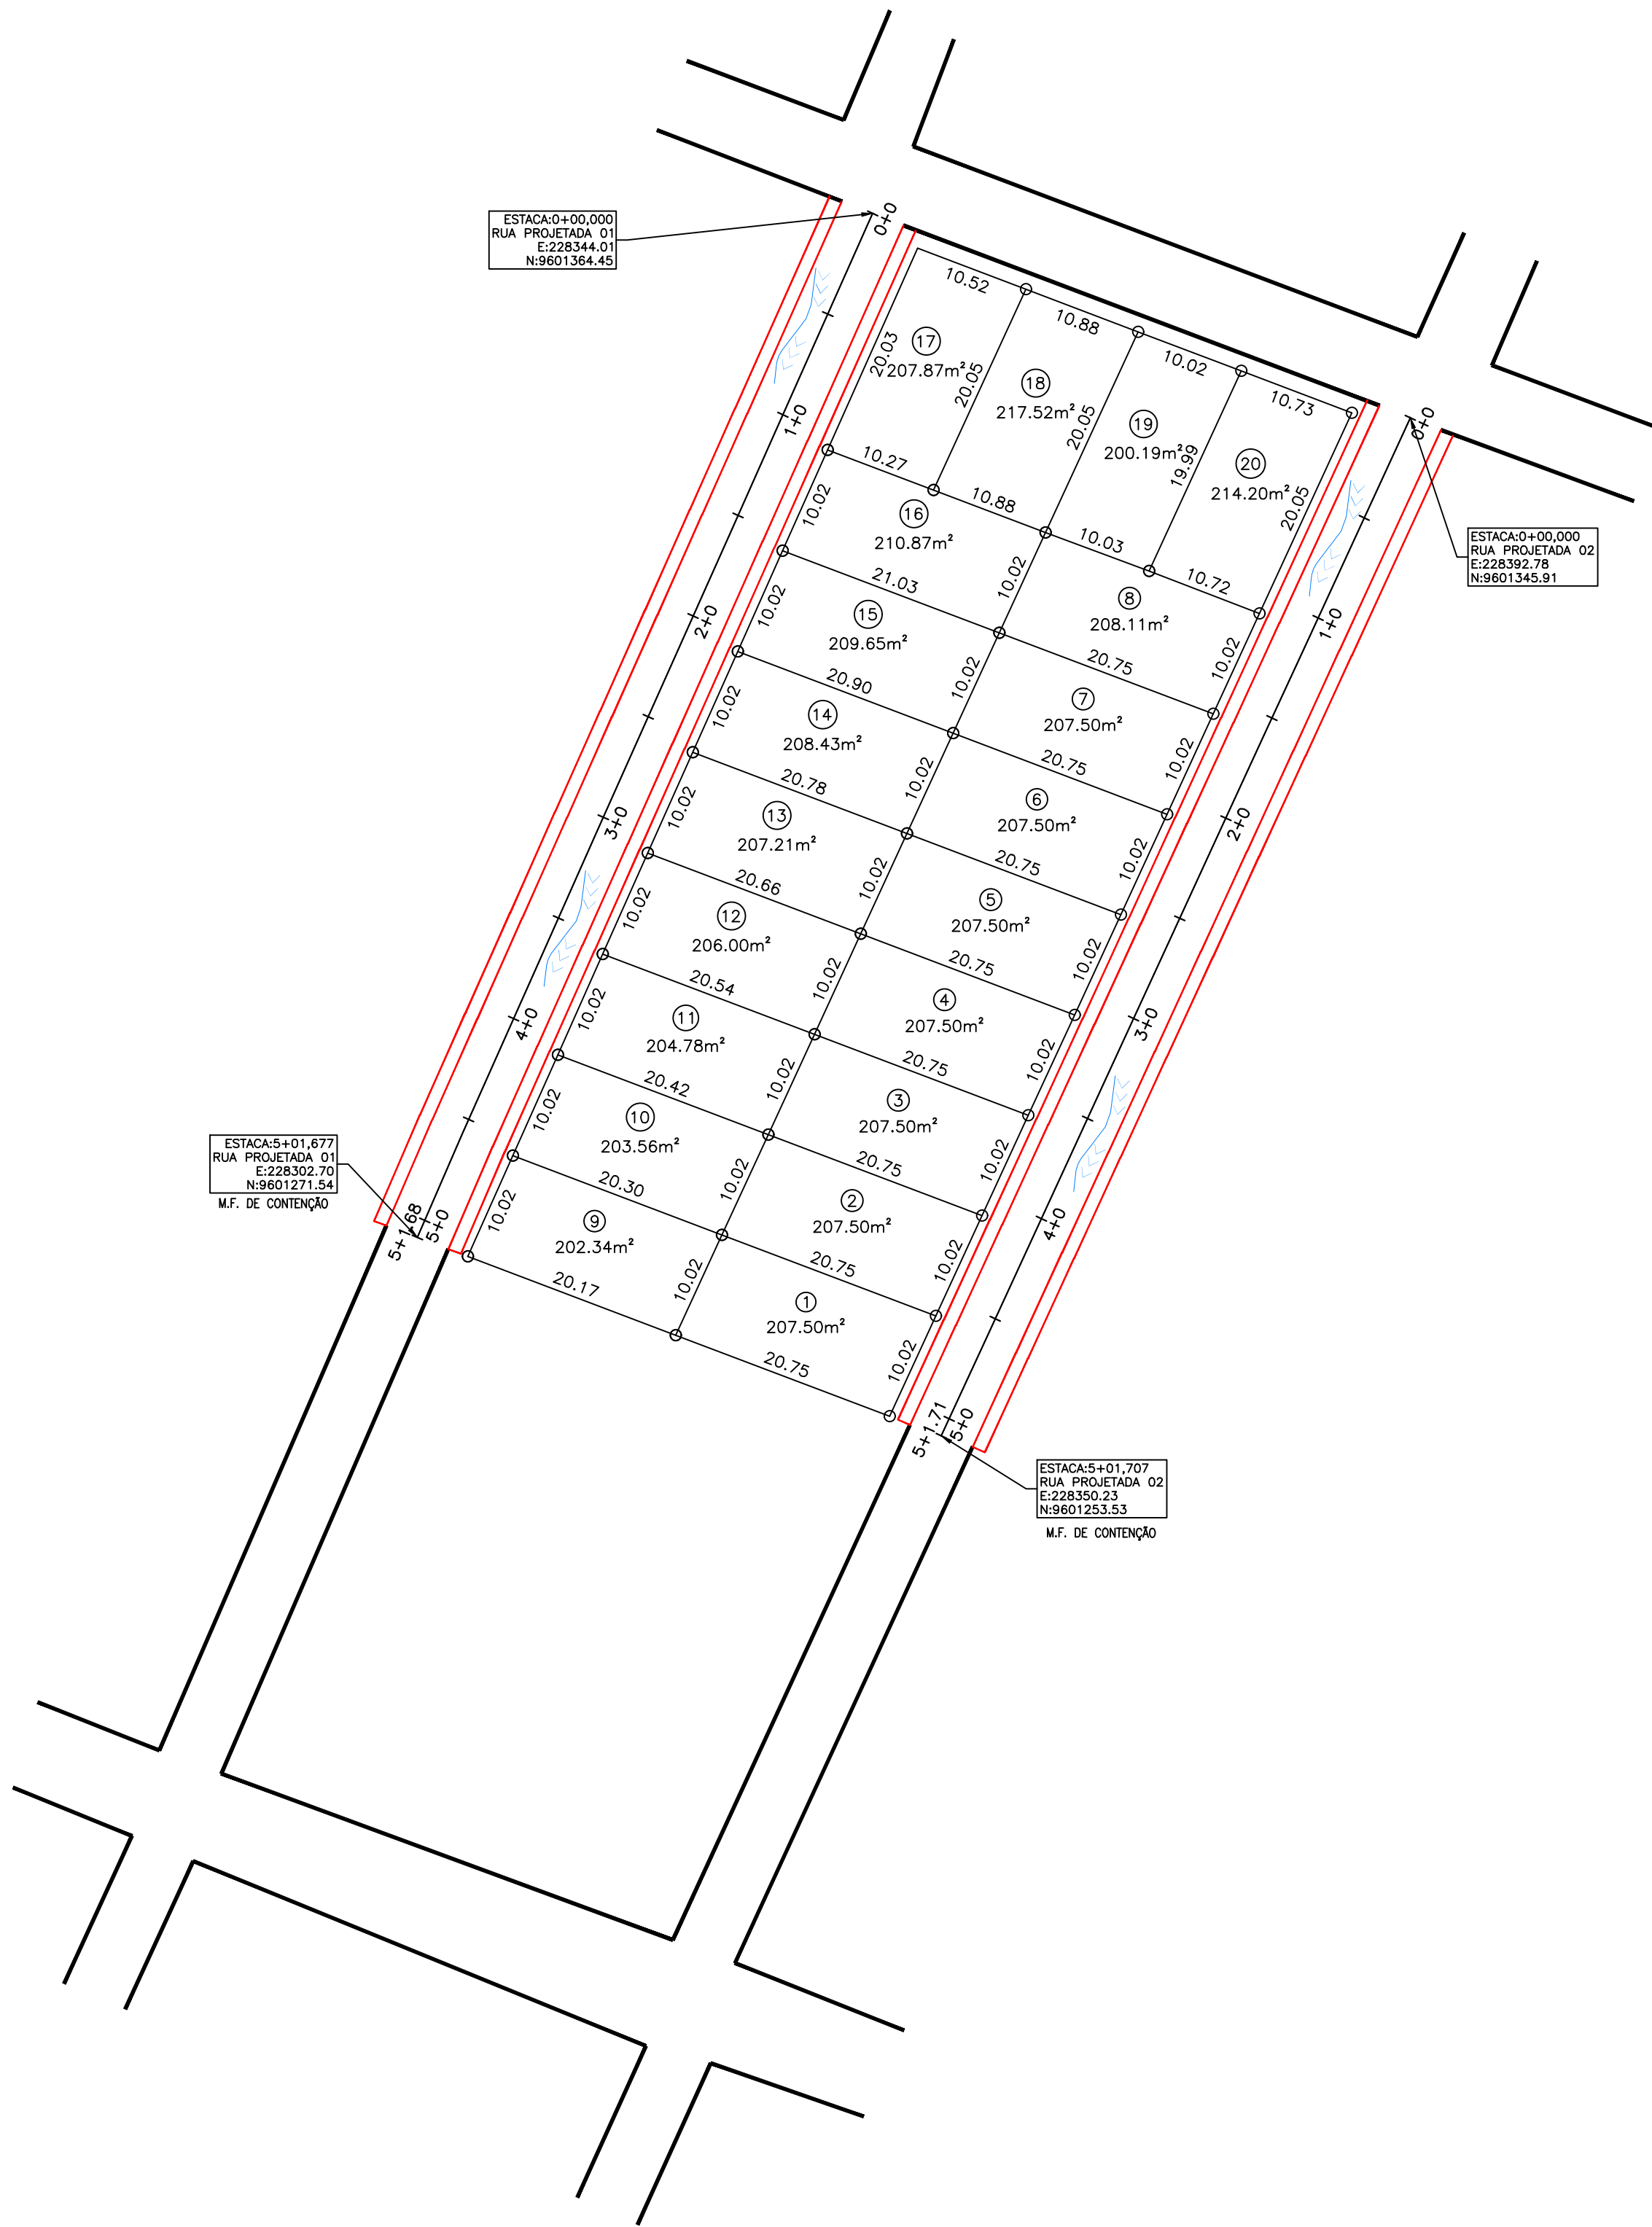 ESTACA:0+00,000
RUA PROJETADA 01
E:228344.01
N:9601364.45
0+0
1+0
2+0
3+0
4+0
5+0
5+1.68
10.52
10.88
10.02
10.73
20.03
17
207.87m²
20.05
18
217.52m²
20.05
19
200.19m²
19.99
20
214.20m²
20.05
10.27
10.88
10.03
10.72
10.02
16
210.87m²
10.02
8
208.11m²
10.02
21.03
20.75
10.02
15
209.65m²
10.02
7
207.50m²
10.02
20.90
20.75
10.02
14
208.43m²
10.02
6
207.50m²
10.02
20.78
20.75
10.02
13
207.21m²
10.02
5
207.50m²
10.02
20.66
20.75
10.02
12
206.00m²
10.02
4
207.50m²
10.02
20.54
20.75
10.02
11
204.78m²
10.02
3
207.50m²
10.02
20.42
20.75
10.02
10
203.56m²
10.02
2
207.50m²
10.02
20.30
20.75
10.02
9
202.34m²
10.02
1
207.50m²
10.02
20.17
20.75
0+0
1+0
2+0
3+0
4+0
5+0
5+1.71
ESTACA:0+00,000
RUA PROJETADA 02
E:228392.78
N:9601345.91
ESTACA:5+01,677
RUA PROJETADA 01
E:228302.70
N:9601271.54
M.F. DE CONTENÇÃO
ESTACA:5+01,707
RUA PROJETADA 02
E:228350.23
N:9601253.53
M.F. DE CONTENÇÃO